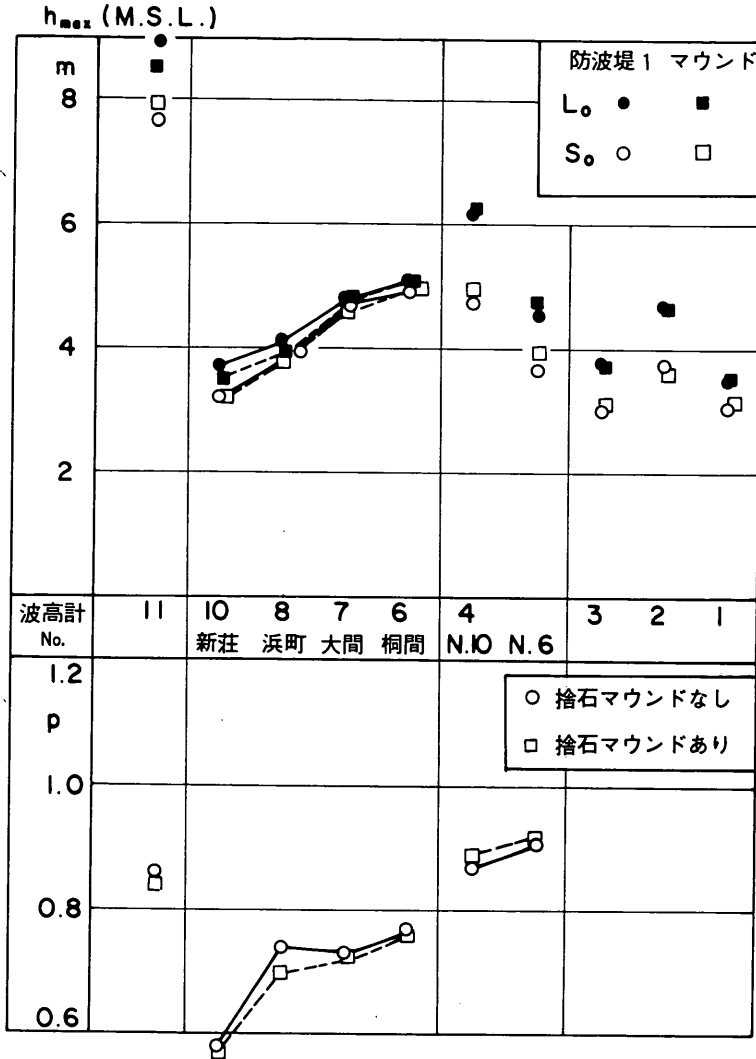 hmax (M.S.L.)
m
防波堤1 マウンド
L0
S0
8
6
4
2
波高計 11 10 8 7 6 4 3 2 1
No. 新荘 浜町 大間 桐間 N.10 N.6
1.2
p
捨石マウンドなし
捨石マウンドあり
1.0
0.8
0.6